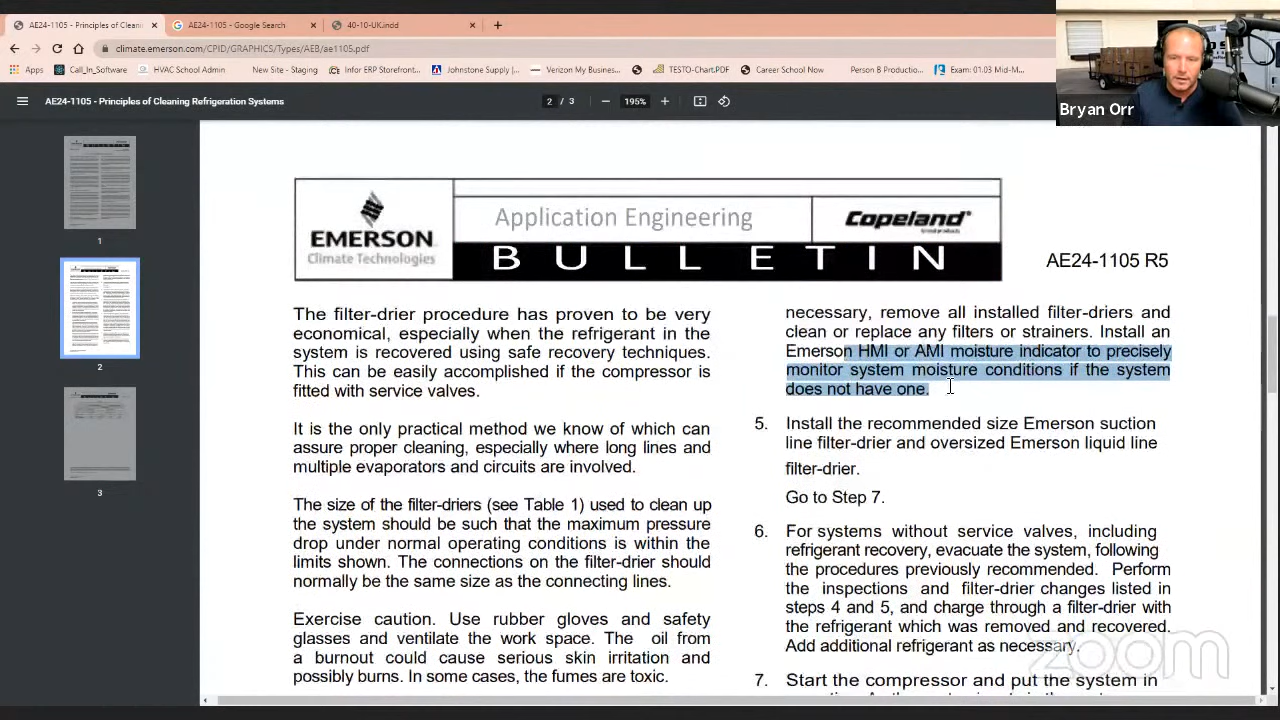 AE24-1105 - Principles of Clean
AE24-1105 - Google Search
40-10-UK.indd
climate.emerson.com/CPID/GRAPHICS/Types/AEB/ae1105.pdf
Apps
Call_In_Software
HVAC School Admin
New Site - Staging
Infor ERP Storefront...
Johnstone Supply I...
Verizon My Busines...
TESTO-Chart.PDF
Career School Now
Person B Productio...
Exam: 01.03 Mid-M...
Bryan Orr
AE24-1105 - Principles of Cleaning Refrigeration Systems
2 / 3
195%
1
2
3
EMERSON
Climate Technologies
Application Engineering
Copeland
BULLETIN
AE24-1105 R5
The filter-drier procedure has proven to be very
economical, especially when the refrigerant in the
system is recovered using safe recovery techniques.
This can be easily accomplished if the compressor is
fitted with service valves.
It is the only practical method we know of which can
assure proper cleaning, especially where long lines and
multiple evaporators and circuits are involved.
The size of the filter-driers (see Table 1) used to clean up
the system should be such that the maximum pressure
drop under normal operating conditions is within the
limits shown. The connections on the filter-drier should
normally be the same size as the connecting lines.
Exercise caution. Use rubber gloves and safety
glasses and ventilate the work space. The oil from
a burnout could cause serious skin irritation and
possibly burns. In some cases, the fumes are toxic.
necessary, remove all installed filter-driers and
clean or replace any filters or strainers. Install an
Emerson HMI or AMI moisture indicator to precisely
monitor system moisture conditions if the system
does not have one.
5. Install the recommended size Emerson suction
line filter-drier and oversized Emerson liquid line
filter-drier.
Go to Step 7.
6. For systems without service valves, including
refrigerant recovery, evacuate the system, following
the procedures previously recommended. Perform
the inspections and filter-drier changes listed in
steps 4 and 5, and charge through a filter-drier with
the refrigerant which was removed and recovered.
Add additional refrigerant as necessary.
7. Start the compressor and put the system in
zoom